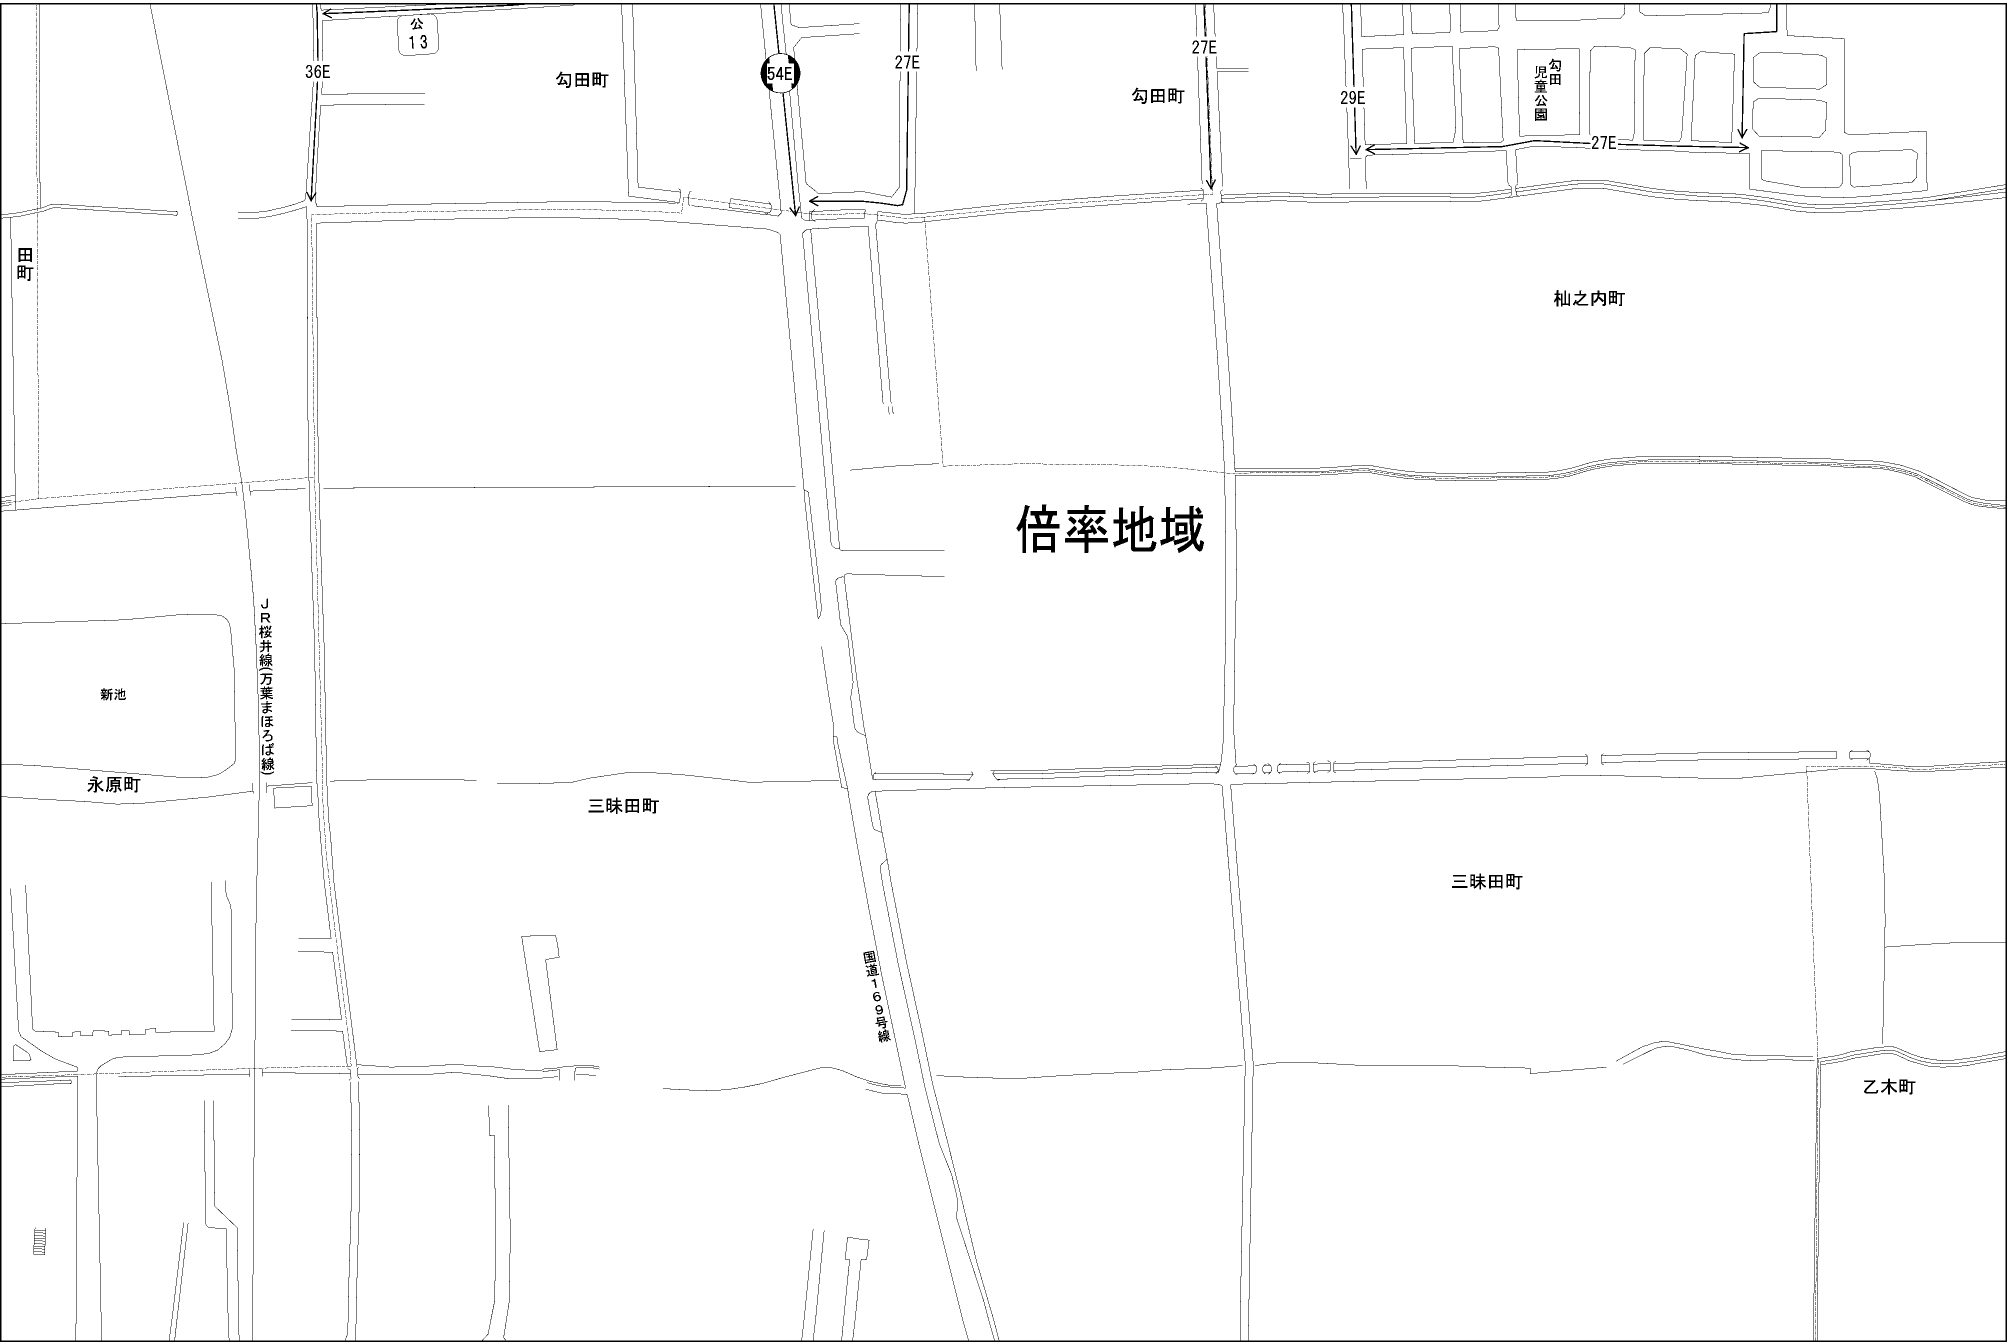 公
13
36E
勾田町
54E
27E
27E
勾田町
29E
勾田
児童公園
27E
田町
杣之内町
倍率地域
JR桜井線(万葉まほろば線)
新池
永原町
三昧田町
三昧田町
国道169号線
乙木町